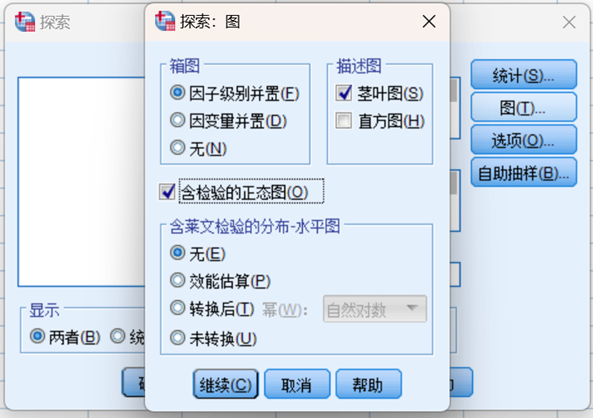 探索
探索：图
箱图
因子级别并置(F)
因变量并置(D)
无(N)
描述图
茎叶图(S)
直方图(H)
含检验的正态图(O)
含莱文检验的分布-水平图
无(E)
效能估算(P)
转换后(T) 幂(W)： 自然对数
未转换(U)
继续(C) 取消 帮助
统计(S)...
图(T)...
选项(O)...
自助抽样(B)...
显示
两者(B)